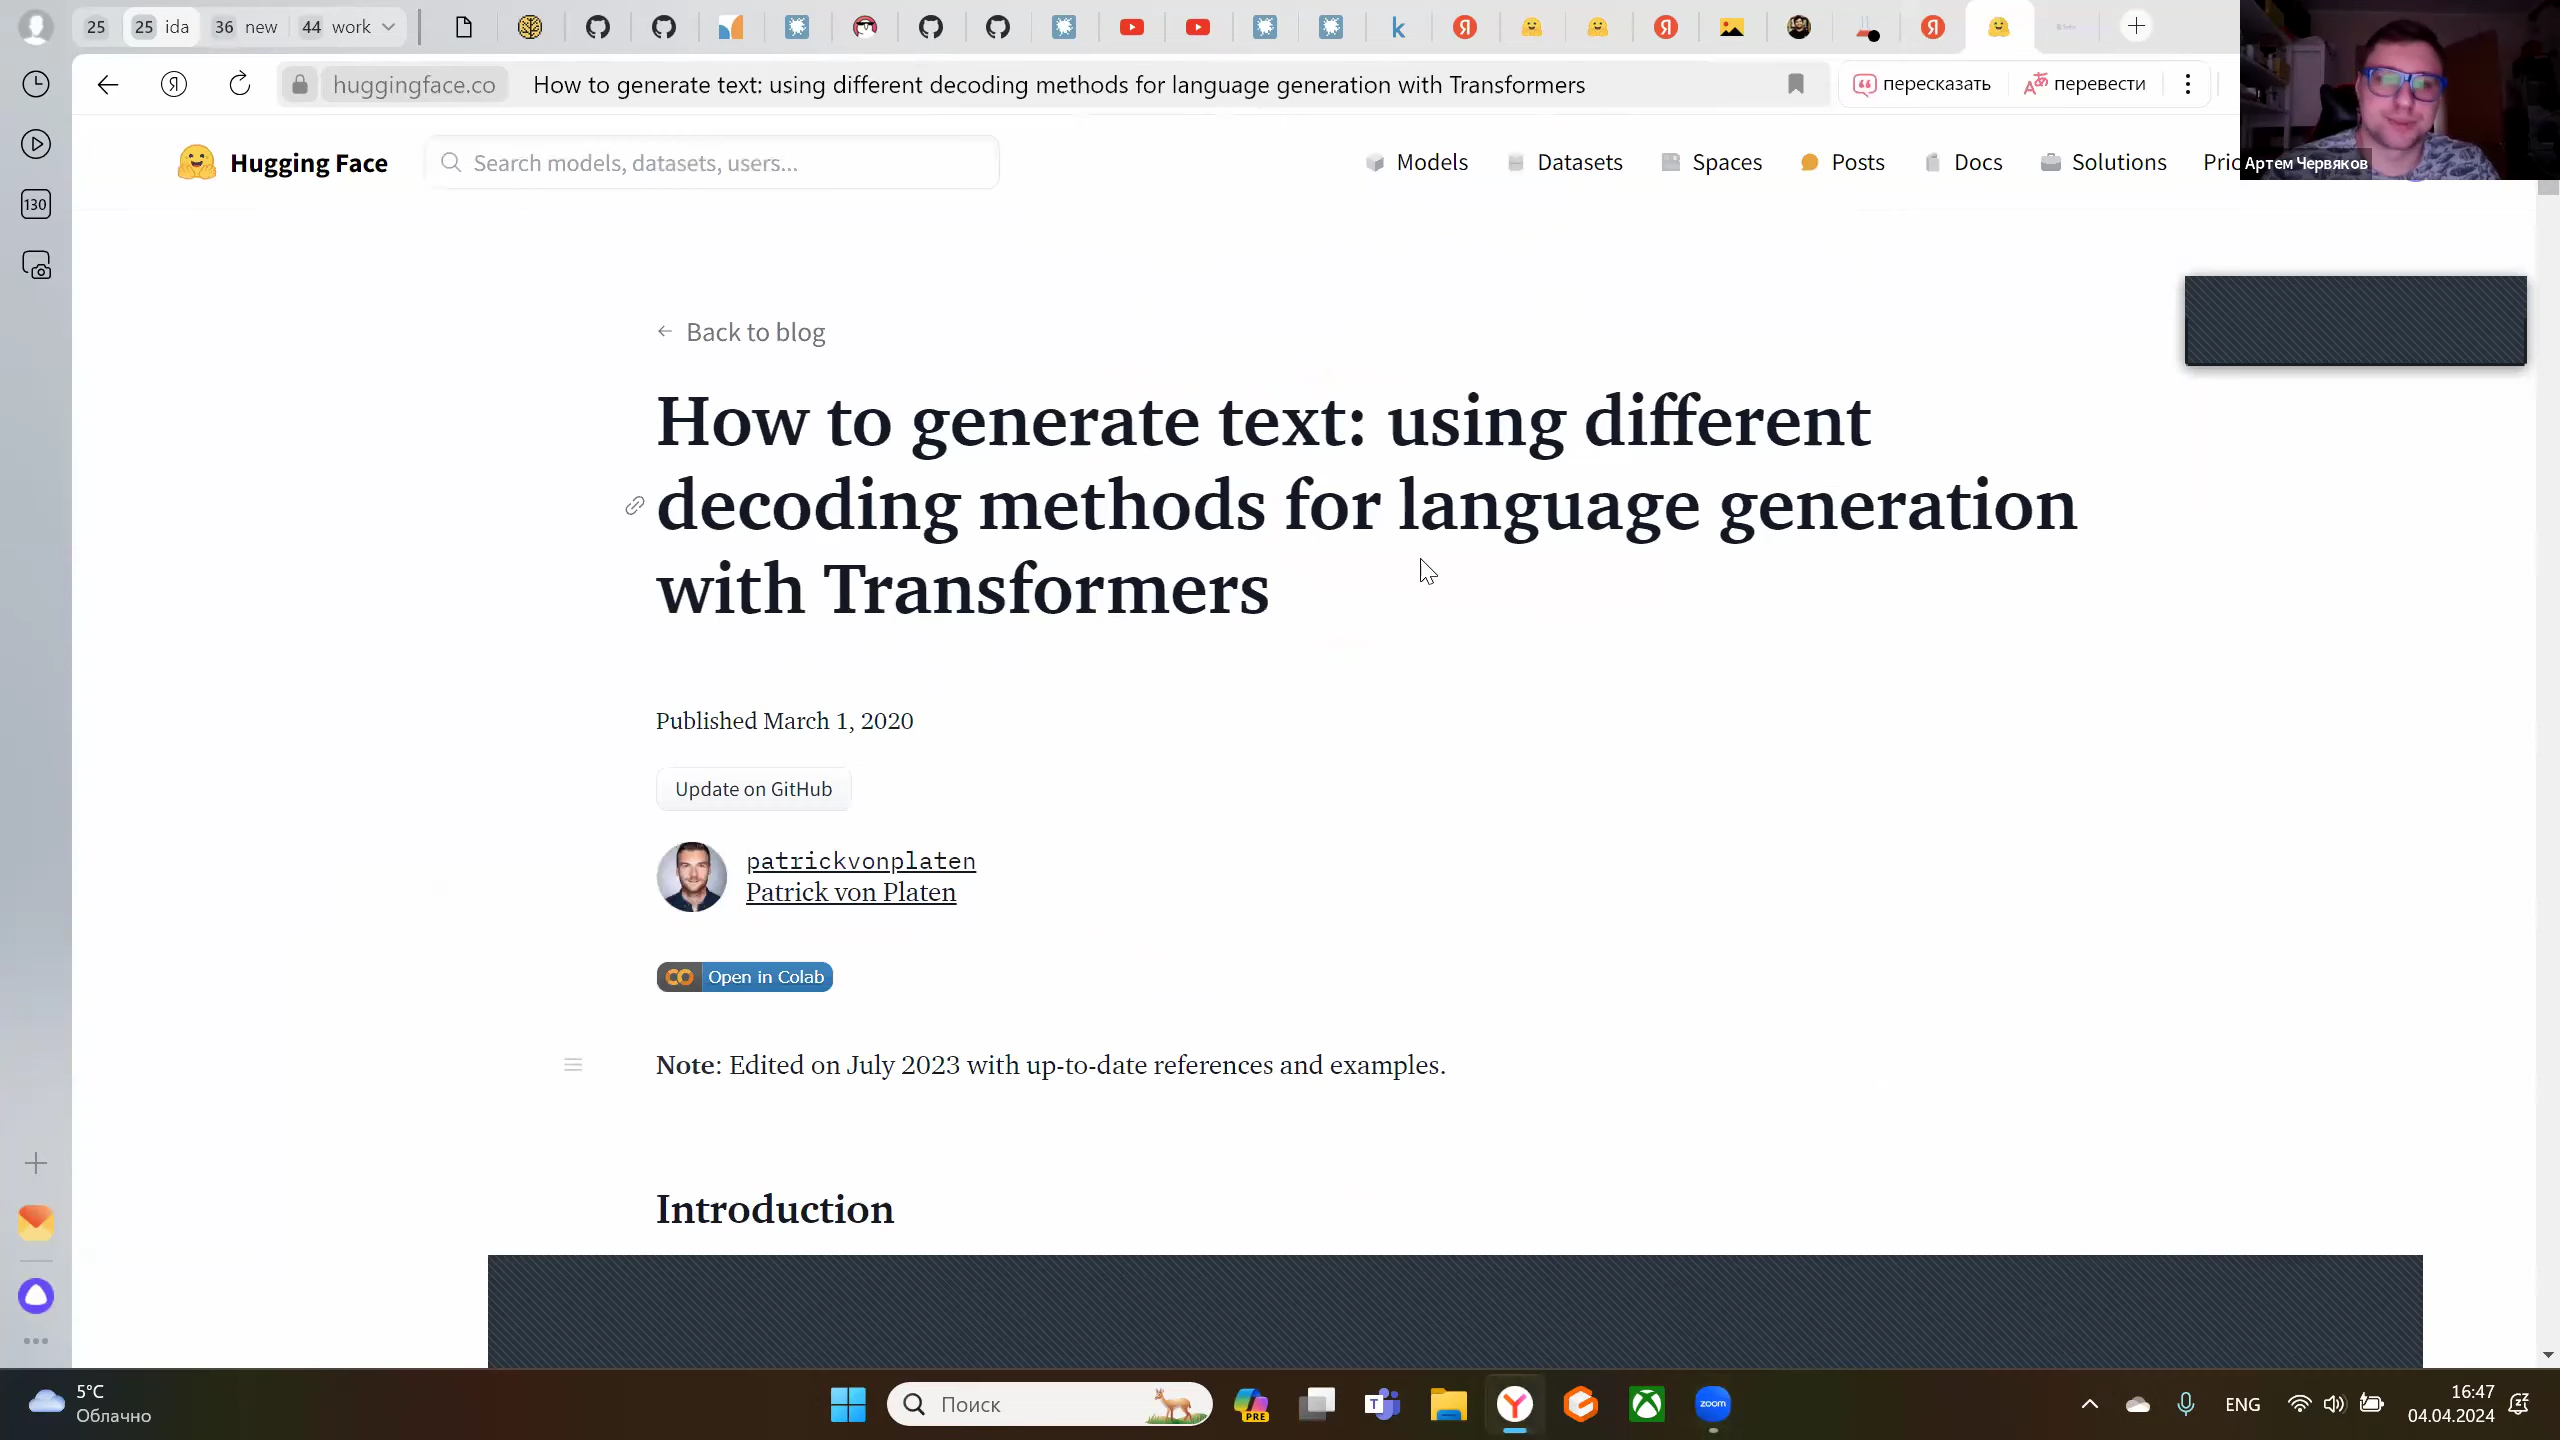 25
25 ida
36 new
44 work
huggingface.co
How to generate text: using different decoding methods for language generation with Transformers
пересказать
перевести
Артем Червяков
130
Hugging Face
Search models, datasets, users...
Models
Datasets
Spaces
Posts
Docs
Solutions
Back to blog
How to generate text: using different
decoding methods for language generation
with Transformers
Published March 1, 2020
Update on GitHub
patrickvonplaten
Patrick von Platen
Open in Colab
Note: Edited on July 2023 with up-to-date references and examples.
Introduction
5°C
Облачно
Поиск
PRE
zoom
ENG
16:47
04.04.2024